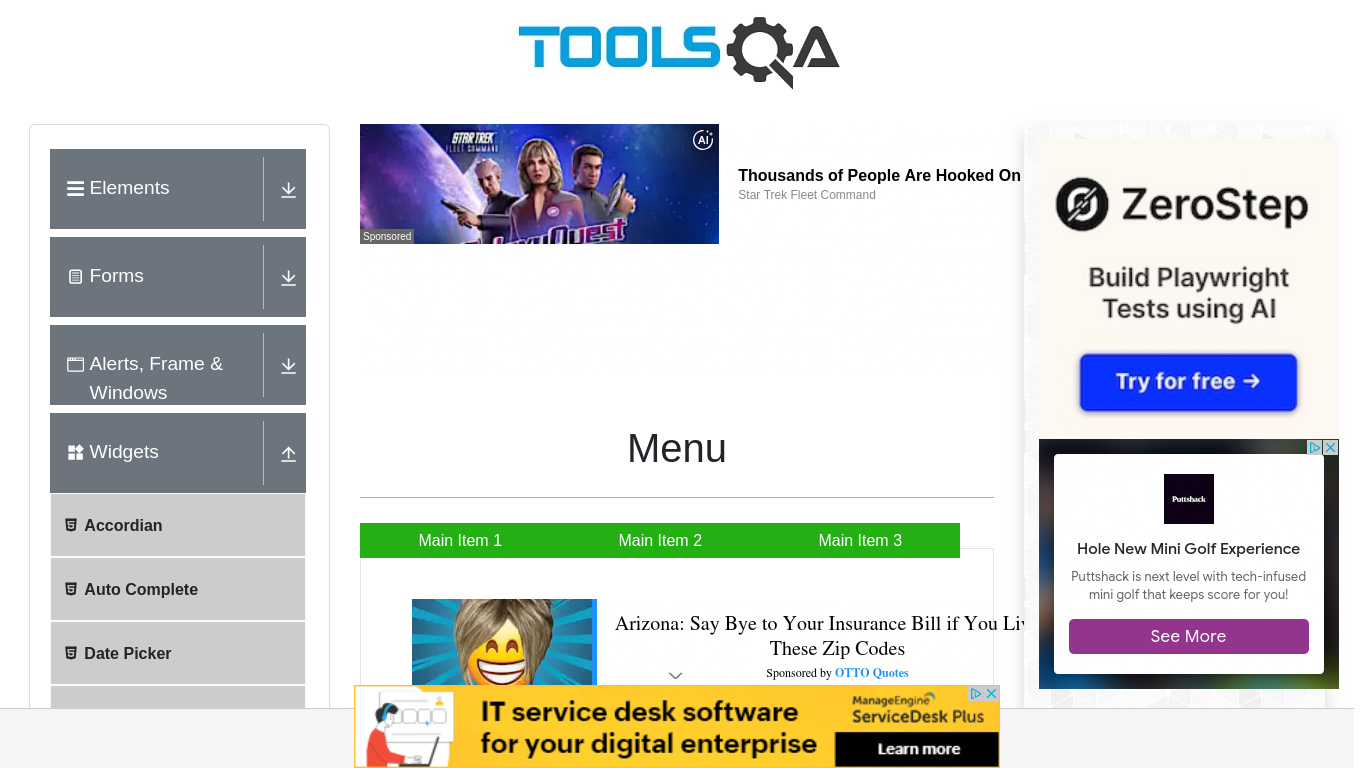 TOOLSQA
Elements
Forms
Alerts, Frame &
Windows
Widgets
Accordian
Auto Complete
Date Picker
STAR TREK
FLEET COMMAND
AI
Sponsored
Thousands of People Are Hooked On
Star Trek Fleet Command
Menu
Main Item 1
Main Item 2
Main Item 3
Arizona: Say Bye to Your Insurance Bill if You Liv
These Zip Codes
Sponsored by OTTO Quotes
ZeroStep
Build Playwright
Tests using AI
Try for free →
Puttshack
Hole New Mini Golf Experience
Puttshack is next level with tech-infused
mini golf that keeps score for you!
See More
IT service desk software
for your digital enterprise
ManageEngine
ServiceDesk Plus
Learn more